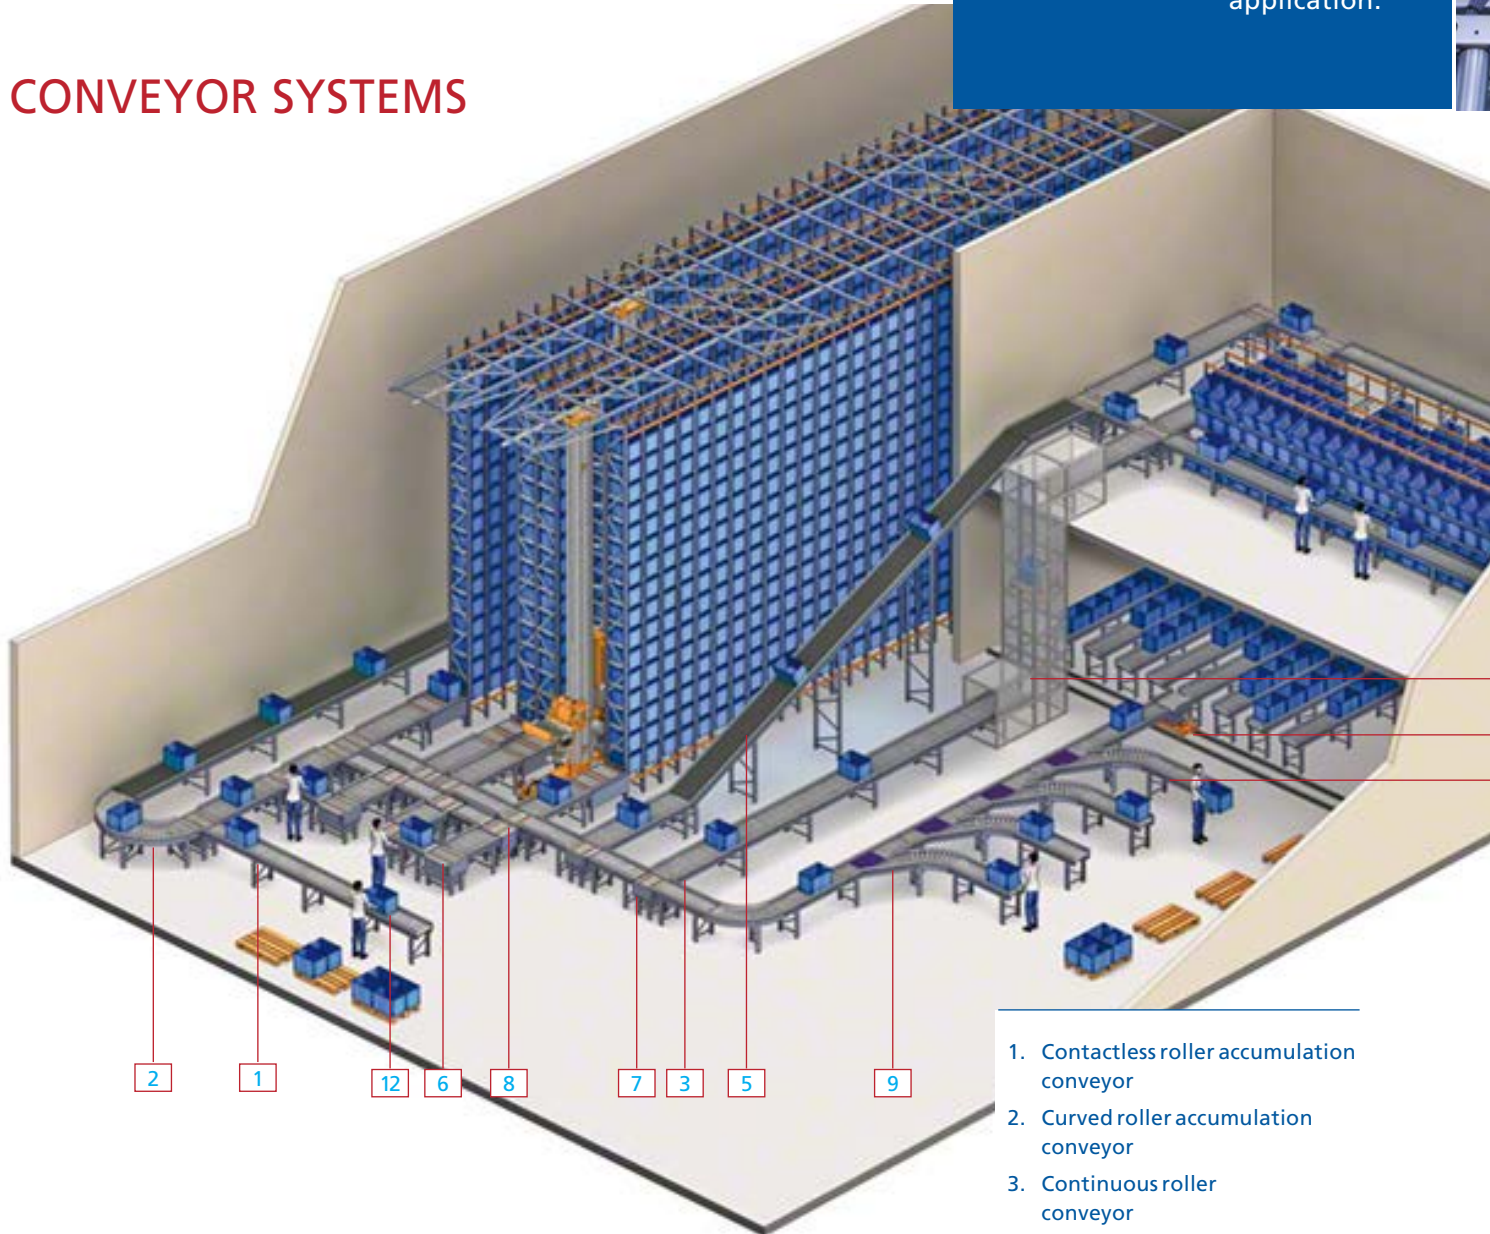 application.
CONVEYOR SYSTEMS
2 1 12 6 8 7 3 5 9
1. Contactless roller accumulation
conveyor
2. Curved roller accumulation
conveyor
3. Continuous roller
conveyor